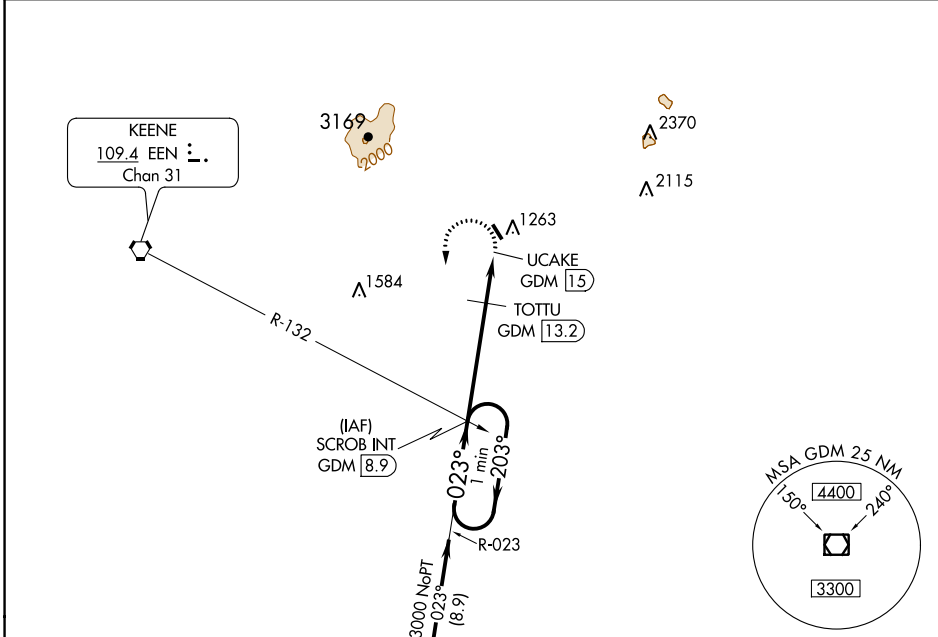 KEENE
109.4 EEN
Chan 31
3169
2000
2370
2115
1263
1584
UCAKE
GDM 15
TOTTU
GDM 13.2
R-132
(IAF)
SCROB INT
GDM 8.9
023°
1 min
203°
R-023
3000 NoPT
023°
(8.9)
MSA GDM 25 NM
150°
4400
240°
3300